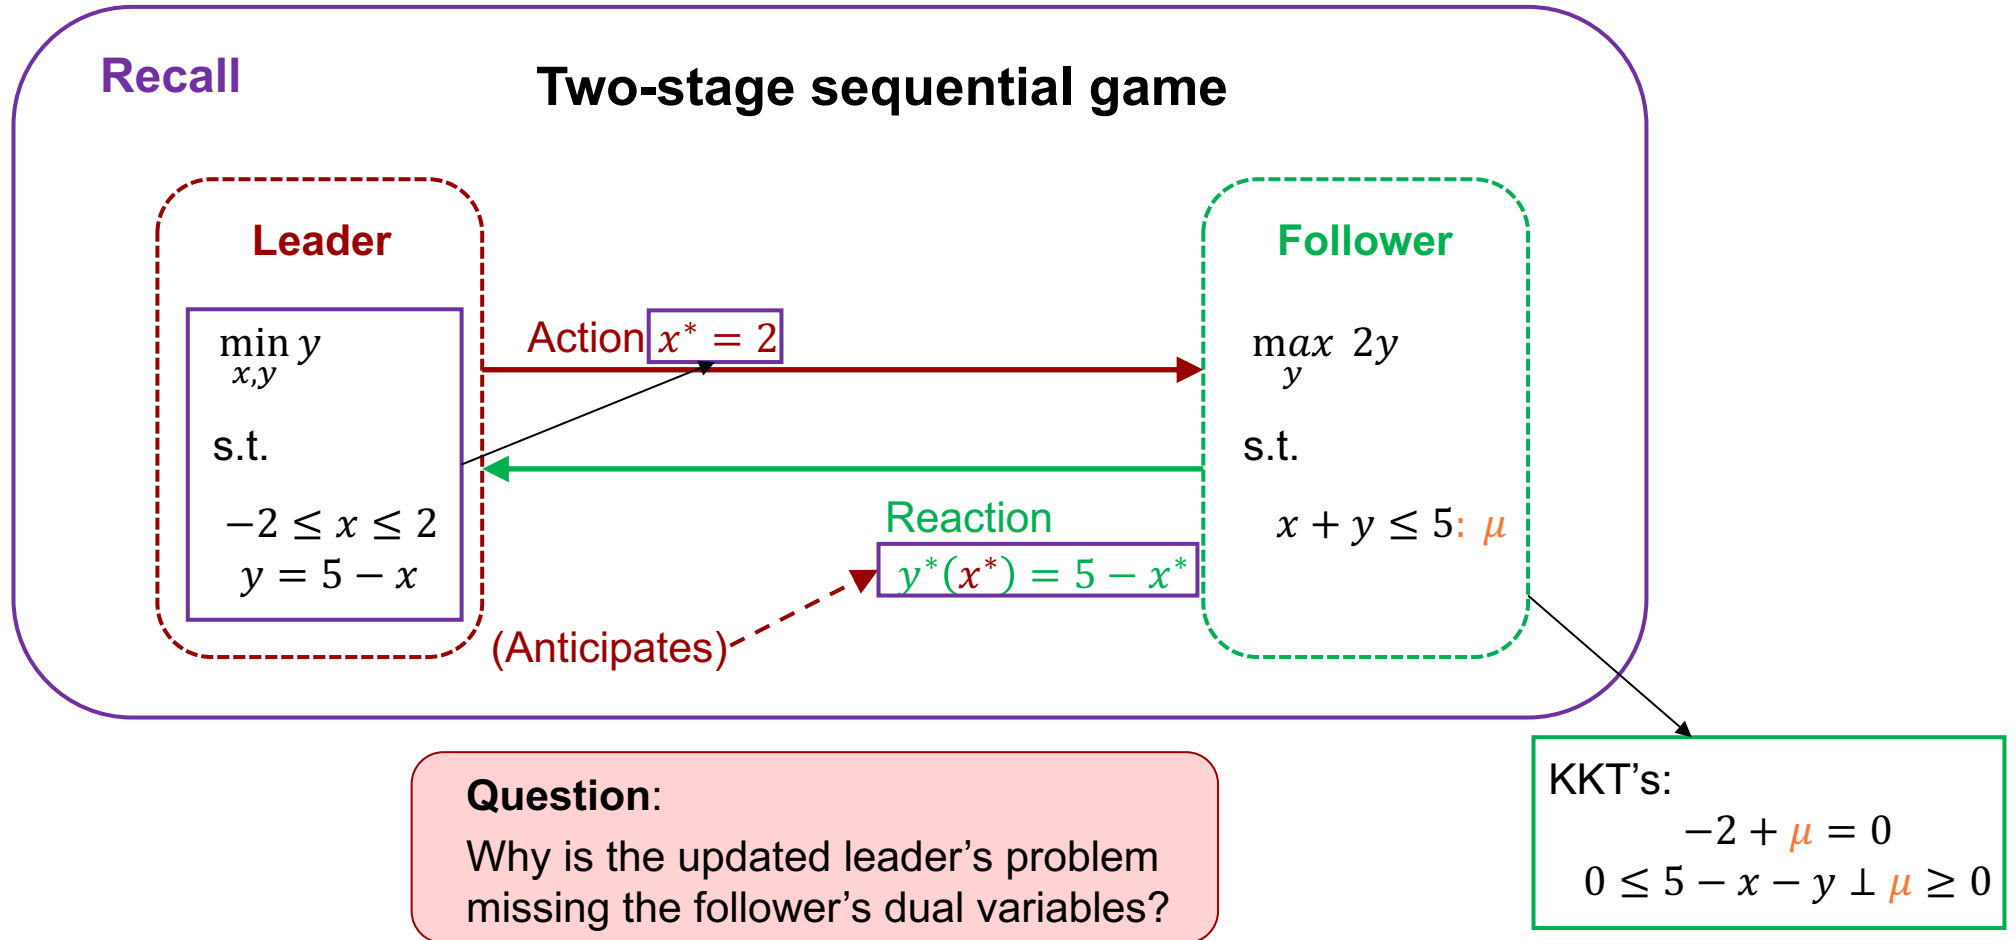 Recall
Two-stage sequential game
Leader
min y
x,y
s.t.
−2 ≤ x ≤ 2
y = 5 − x
Action x* = 2
Reaction
y*(x*) = 5 − x*
(Anticipates)
Follower
max 2y
y
s.t.
x + y ≤ 5: μ
Question:
Why is the updated leader’s problem
missing the follower’s dual variables?
KKT’s:
−2 + μ = 0
0 ≤ 5 − x − y ⊥ μ ≥ 0